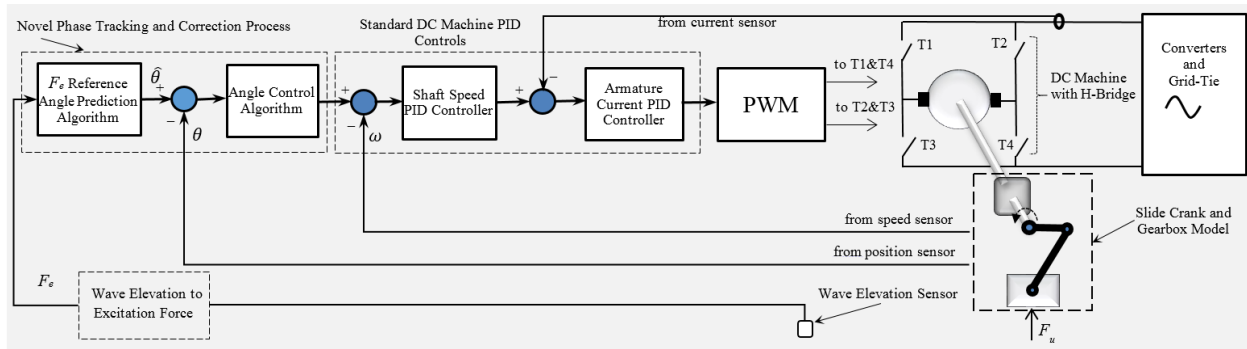 Novel Phase Tracking and Correction Process
Standard DC Machine PID
Controls
from current sensor
F_e Reference
Angle Prediction
Algorithm
θ̂
+
−
θ
Angle Control
Algorithm
+
−
ω
Shaft Speed
PID Controller
+
−
Armature
Current PID
Controller
PWM
to T1&T4
to T2&T3
T1
T2
T3
T4
DC Machine
with H-Bridge
Converters
and
Grid-Tie
from speed sensor
from position sensor
Slide Crank and
Gearbox Model
F_e
Wave Elevation to
Excitation Force
Wave Elevation Sensor
F_u